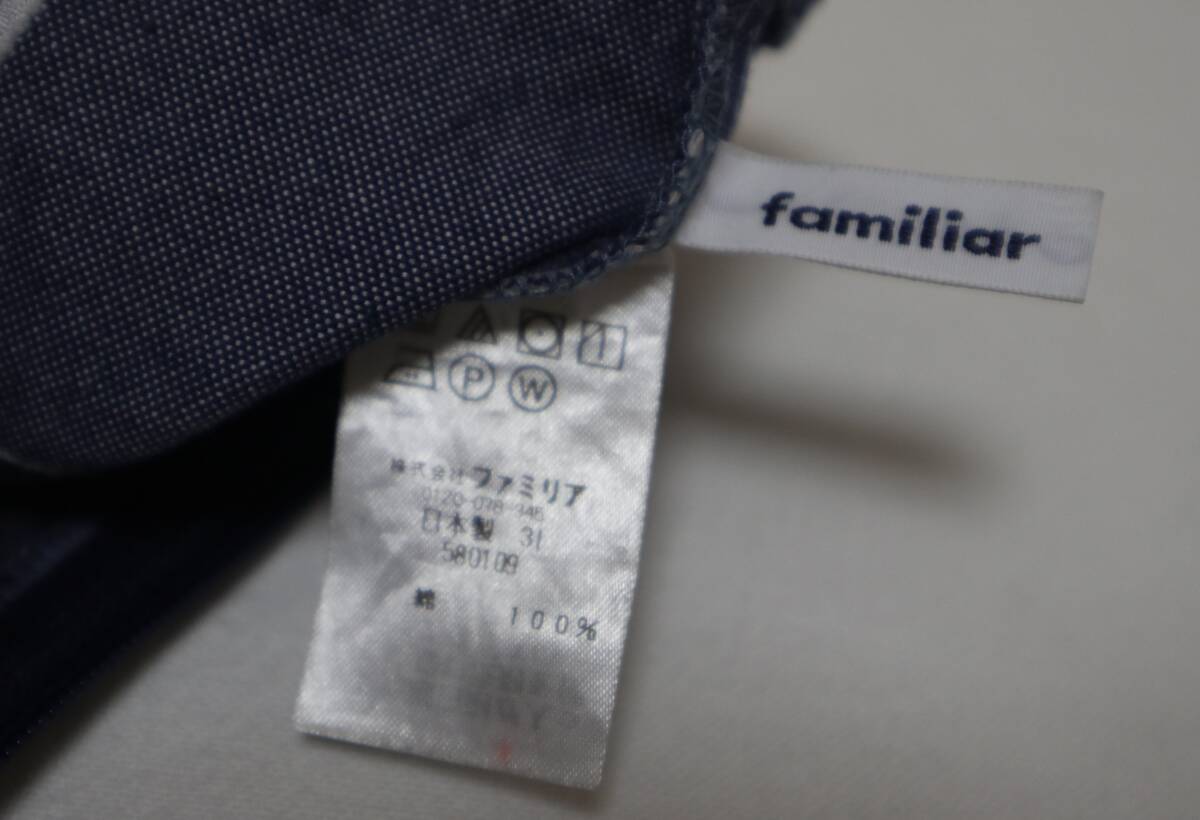 familiar
P W
株式会社 ファミリア
0120-078-345
日本製 31
580109
綿 100%